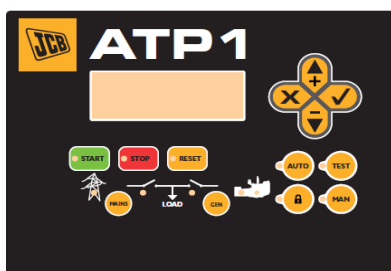 JCB
ATP1
+
X ✓
−
START STOP RESET
AUTO TEST
MAINS LOAD GEN
MAN